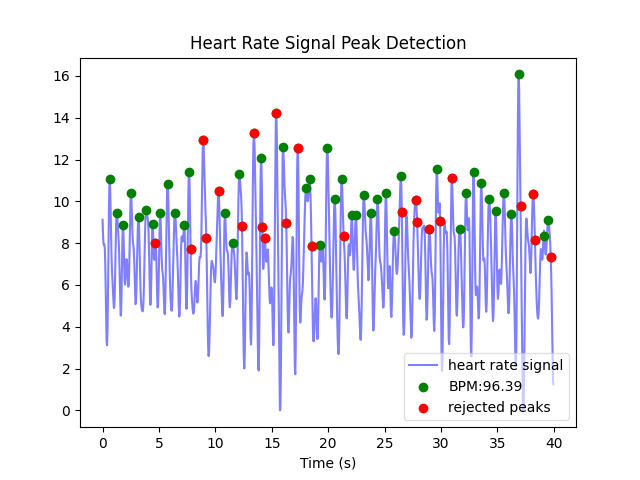 Heart Rate Signal Peak Detection
16
14
12
10
8
6
4
2
0
heart rate signal
BPM:96.39
rejected peaks
0 5 10 15 20 25 30 35 40
Time (s)